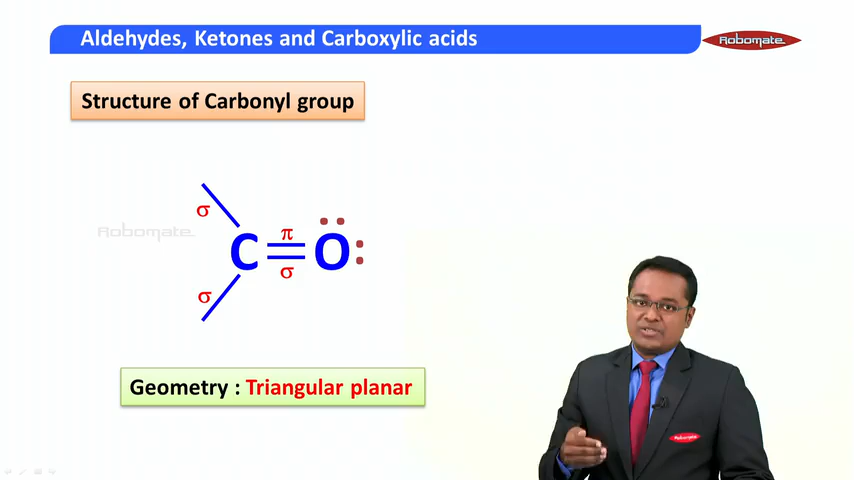 Aldehydes, Ketones and Carboxylic acids
Robomate
Structure of Carbonyl group
σ
Robomate
π
C = O
σ
σ
Geometry : Triangular planar
Robomate